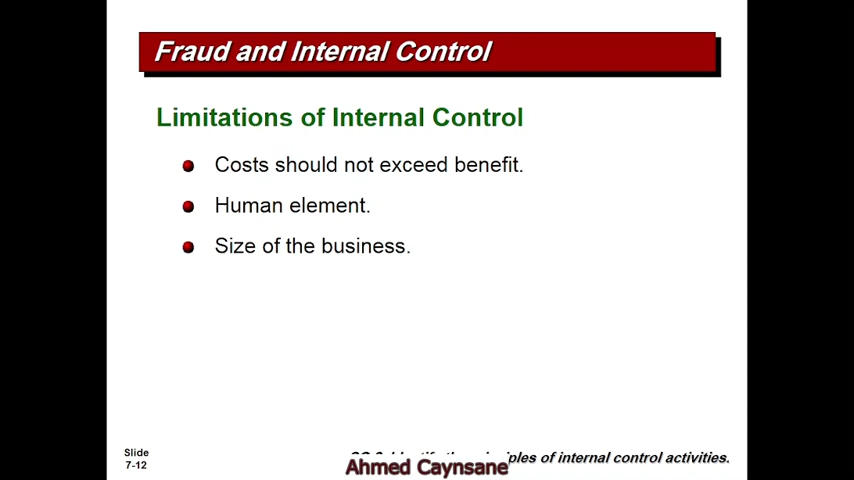 Fraud and Internal Control
Limitations of Internal Control
Costs should not exceed benefit.
Human element.
Size of the business.
Slide
7-12
of internal control activities.
Ahmed Caynsane